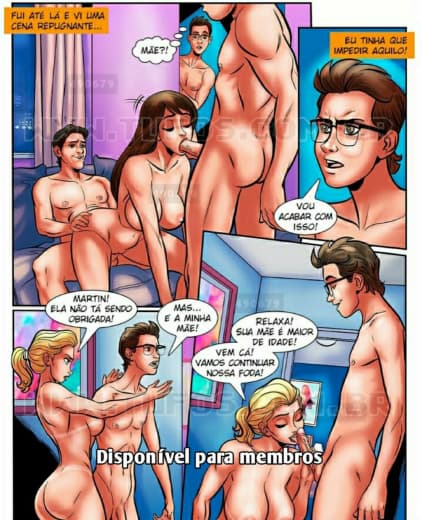 FUI ATÉ LÁ E VI UMA
CENA REPUGNANTE...
MÃE?!
EU TINHA QUE
IMPEDIR AQUILO!
VOU
ACABAR COM
ISSO!
MARTIN!
ELA NÃO TÁ SENDO
OBRIGADA!
MAS...
E A MINHA
MÃE!
RELAXA!
SUA MÃE É MAIOR
DE IDADE!
VEM CÁ!
VAMOS CONTINUAR
NOSSA FODA!
Disponível para membros